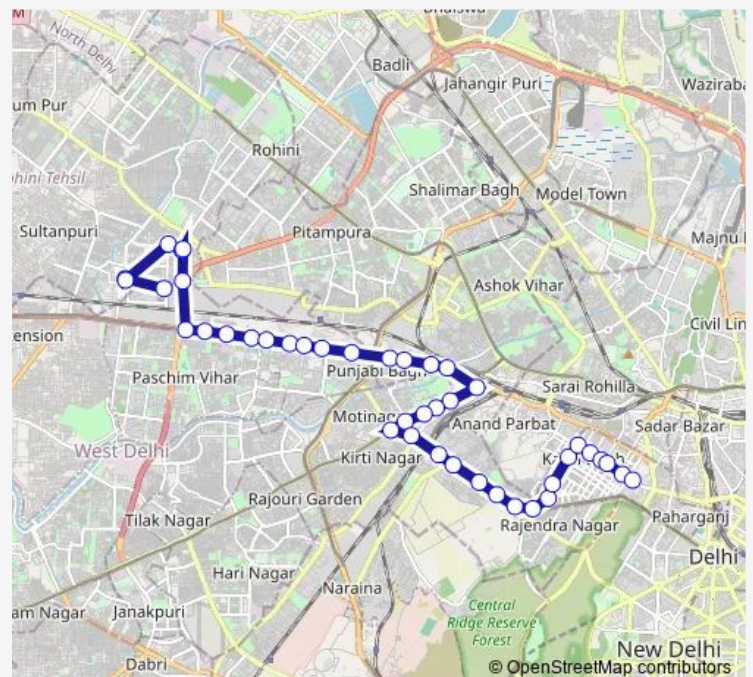 M
North Delhi
Badli
Jahangir Puri
um Pur
Rohini
Shalimar Bagh
Model Town
Sultanpuri
Pitampura
Majnu
Ashok Vihar
Civil Lin
ension
Paschim Vihar
Punjabi Bagh
Sarai Rohilla
Motinag
Anand Parbat
Sadar Bazar
West Delhi
Kirti Nagar
Rajouri Garden
Tilak Nagar
Rajendra Nagar
Paharganj
Delhi
Hari Nagar
Naraina
am Nagar
Janakpuri
Central
Ridge Reserve
Forest
Dabri
New Delhi
© OpenStreetMap contributors